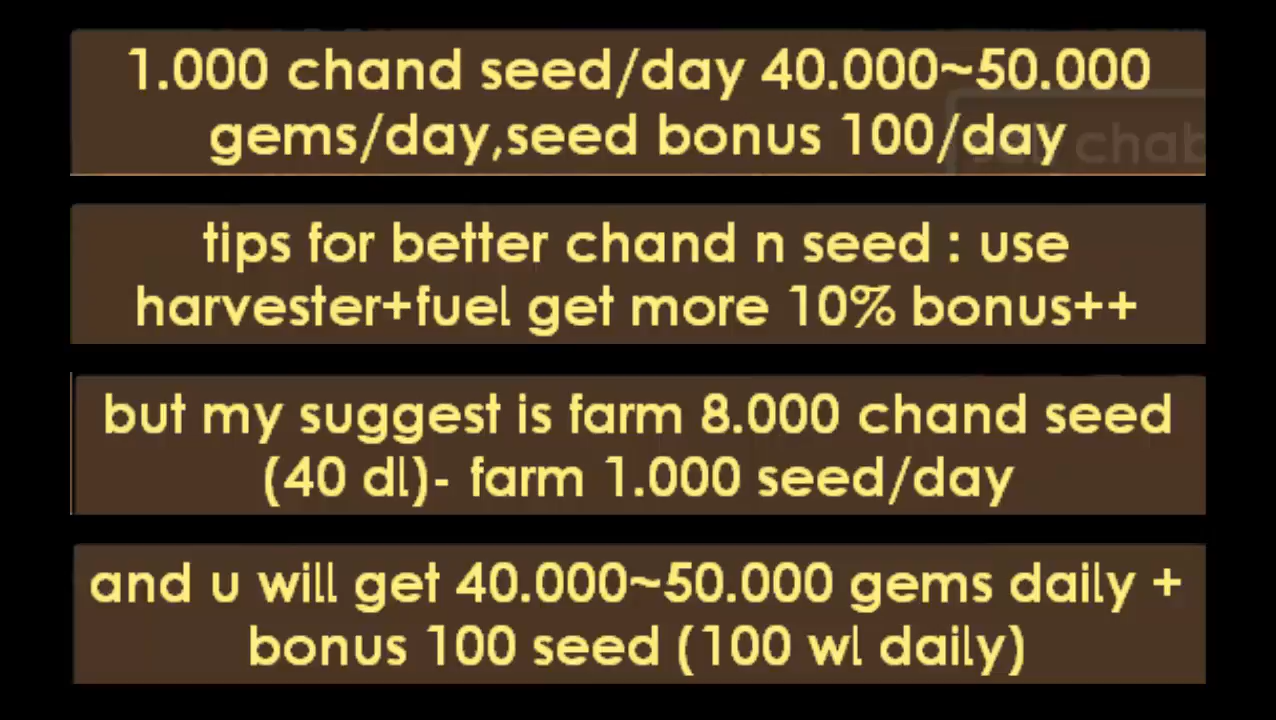 1.000 chand seed/day 40.000~50.000
gems/day,seed bonus 100/day
tips for better chand n seed : use
harvester+fuel get more 10% bonus++
but my suggest is farm 8.000 chand seed
(40 dl)- farm 1.000 seed/day
and u will get 40.000~50.000 gems daily +
bonus 100 seed (100 wl daily)